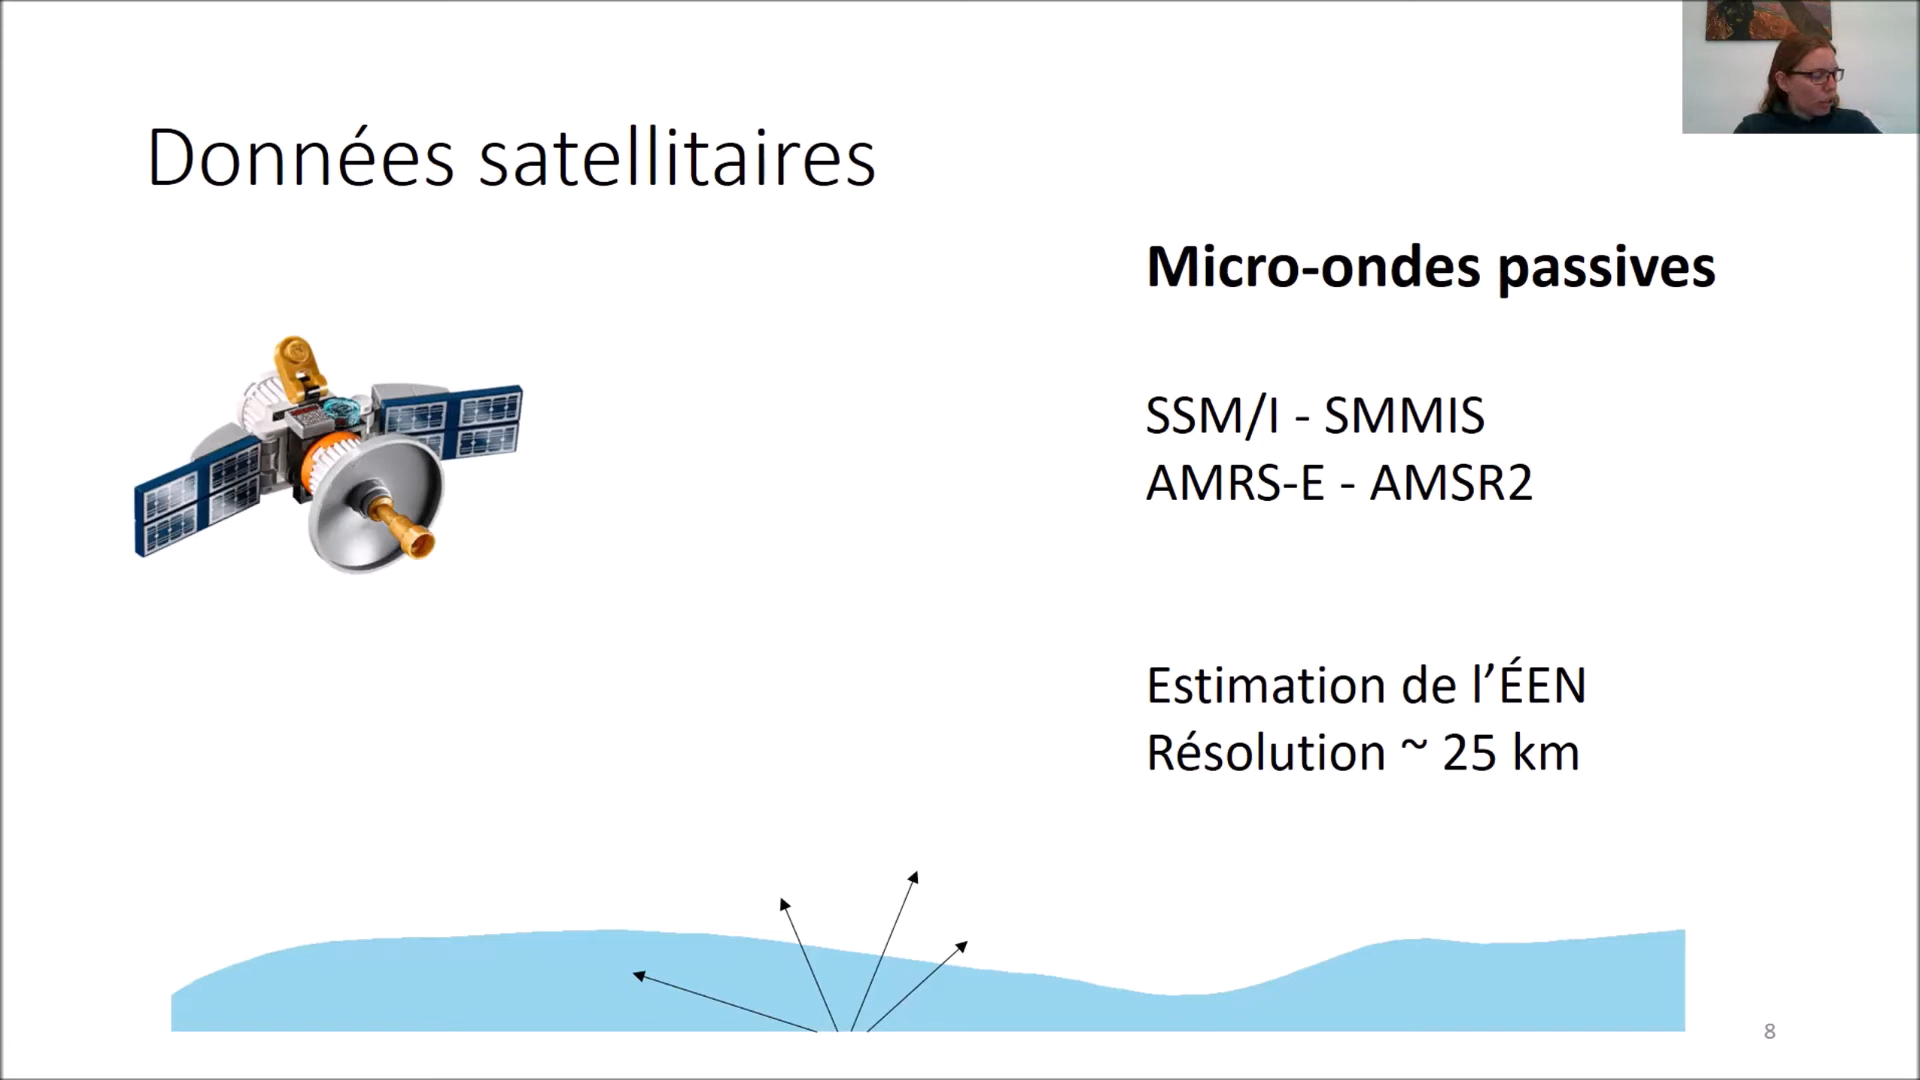 Données satellitaires
Micro-ondes passives
SSM/I - SMMIS
AMRS-E - AMSR2
Estimation de l’ÉEN
Résolution ~ 25 km
8